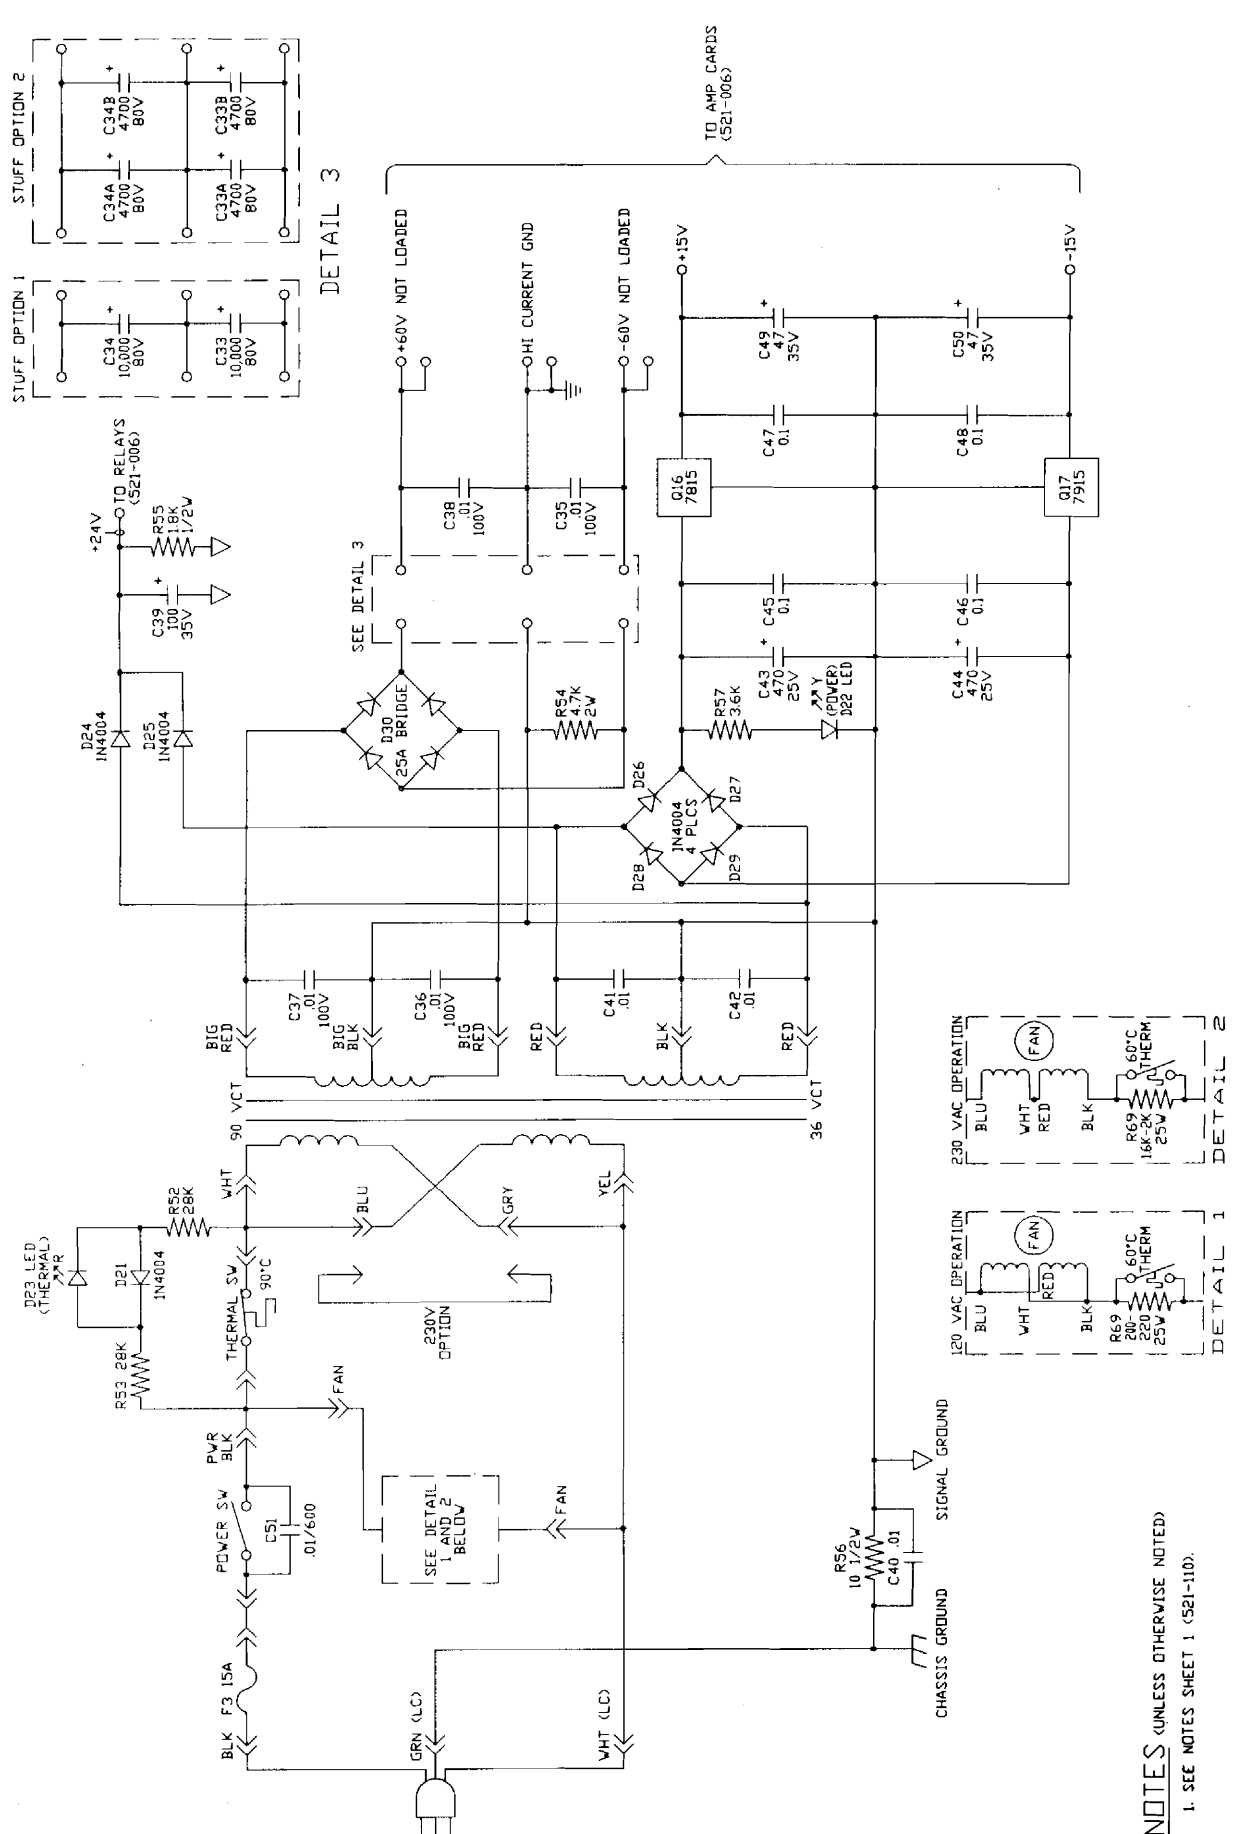 STUFF OPTION 1
C34
10,000
80V
+
C33
10,000
80V
+
STUFF OPTION 2
C34A
4700
80V
+
C34B
4700
80V
+
C33A
4700
80V
+
C33B
4700
80V
+
DETAIL 3
D23 LED
(THERMAL)
R
D21
1N4004
R53 28K
R52
28K
D24
1N4004
D25
1N4004
C39
100
35V
+
+24V
R55
1.8K
1/2W
TO RELAYS
(521-006)
BLK F3 15A
POWER SW
C51
.01/600
PWR
BLK
THERMAL SW
90°C
WHT
FAN
230V
OPTION
BLU
GRY
YEL
SEE DETAIL
1 AND 2
BELOW
FAN
GRN (LC)
WHT (LC)
90 VCT
36 VCT
BIG
RED
BIG
BLK
BIG
RED
RED
BLK
RED
C37
.01
100V
C36
.01
100V
C41
.01
C42
.01
D30
25A BRIDGE
R54
4.7K
2W
SEE DETAIL 3
C38
.01
100V
C35
.01
100V
+60V NOT LOADED
HI CURRENT GND
-60V NOT LOADED
TO AMP CARDS
(521-006)
D26
D27
D28
D29
1N4004
4 PLCS
R57
3.6K
Y
(POWER)
D22 LED
C43
470
25V
+
C44
470
25V
+
C45
0.1
C46
0.1
Q16
7815
Q17
7915
C47
0.1
C48
0.1
C49
47
35V
+
C50
47
35V
+
+15V
-15V
R56
10 1/2W
C40 .01
CHASSIS GROUND
SIGNAL GROUND
120 VAC OPERATION
BLU
WHT
RED
BLK
FAN
R69
200-
220
25W
60°C
THERM
DETAIL 1
230 VAC OPERATION
BLU
WHT
RED
BLK
FAN
R69
1.6K-2K
25W
60°C
THERM
DETAIL 2
NOTES (UNLESS OTHERWISE NOTED)
1. SEE NOTES SHEET 1 (521-110).